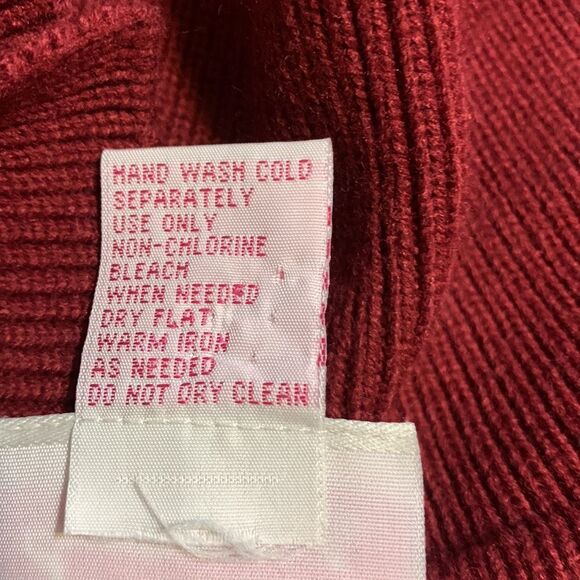 HAND WASH COLD
SEPARATELY
USE ONLY
NON-CHLORINE
BLEACH
WHEN NEEDED
DRY FLAT
WARM IRON
AS NEEDED
DO NOT DRY CLEAN